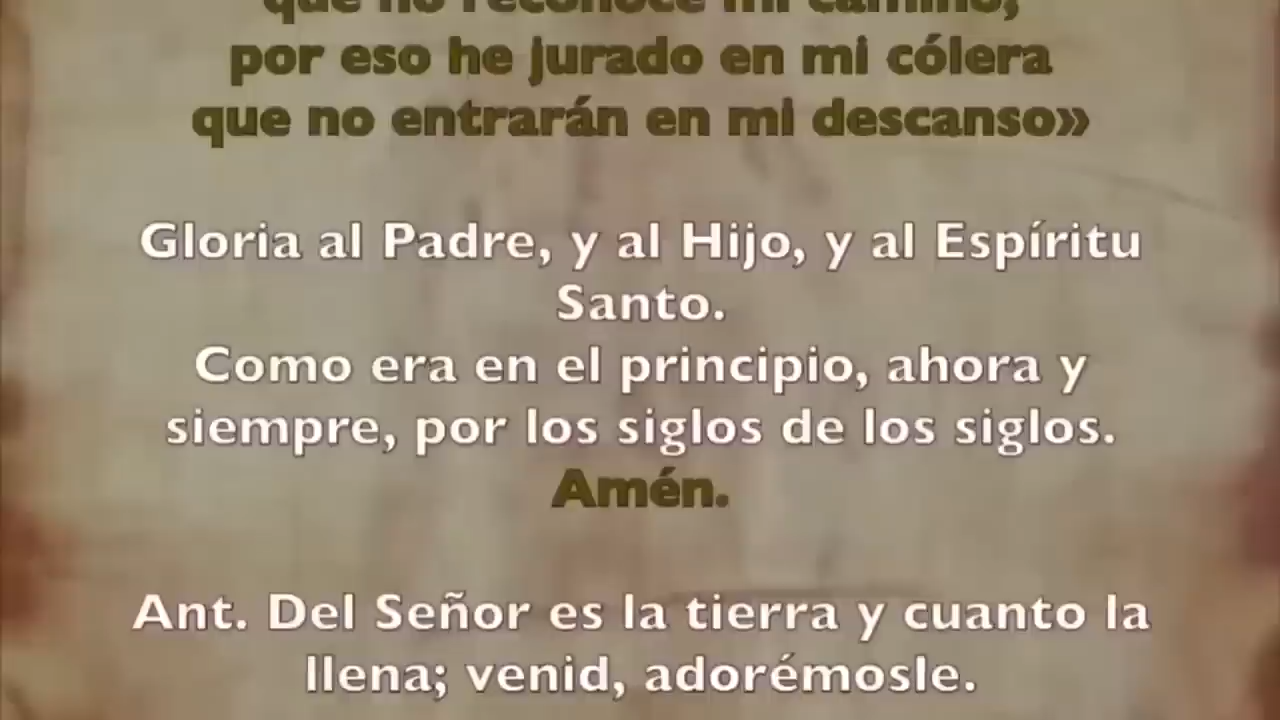 que no reconoce mi camino,
por eso he jurado en mi cólera
que no entrarán en mi descanso»
Gloria al Padre, y al Hijo, y al Espíritu
Santo.
Como era en el principio, ahora y
siempre, por los siglos de los siglos.
Amén.
Ant. Del Señor es la tierra y cuanto la
llena; venid, adorémosle.